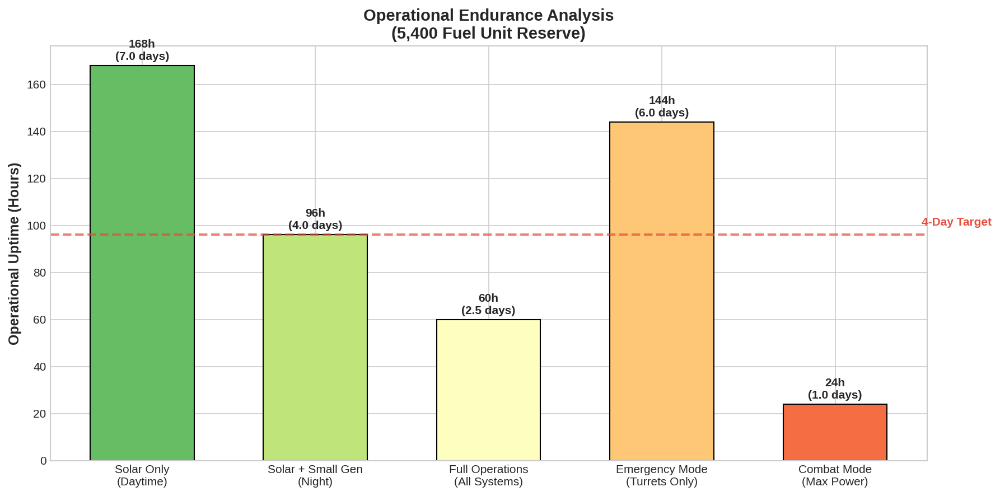 Operational Endurance Analysis
(5,400 Fuel Unit Reserve)
Operational Uptime (Hours)
160
140
120
100
80
60
40
20
0
168h
(7.0 days)
96h
(4.0 days)
60h
(2.5 days)
144h
(6.0 days)
24h
(1.0 days)
4-Day Target
Solar Only
(Daytime)
Solar + Small Gen
(Night)
Full Operations
(All Systems)
Emergency Mode
(Turrets Only)
Combat Mode
(Max Power)